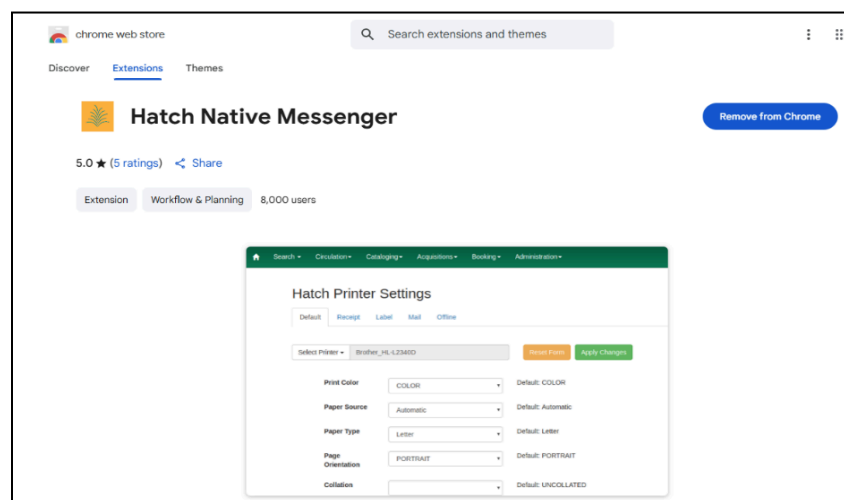 chrome web store
Search extensions and themes
Discover Extensions Themes
Hatch Native Messenger
Remove from Chrome
5.0 ★ (5 ratings) Share
Extension Workflow & Planning 8,000 users
Search Circulation Cataloging Acquisitions Booking Administration
Hatch Printer Settings
Default Receipt Label Mail Offline
Select Printer Brother_HL-L2340D Reset Form Apply Changes
Print Color COLOR Default: COLOR
Paper Source Automatic Default: Automatic
Paper Type Letter Default: Letter
Page Orientation PORTRAIT Default: PORTRAIT
Collation Default: UNCOLLATED